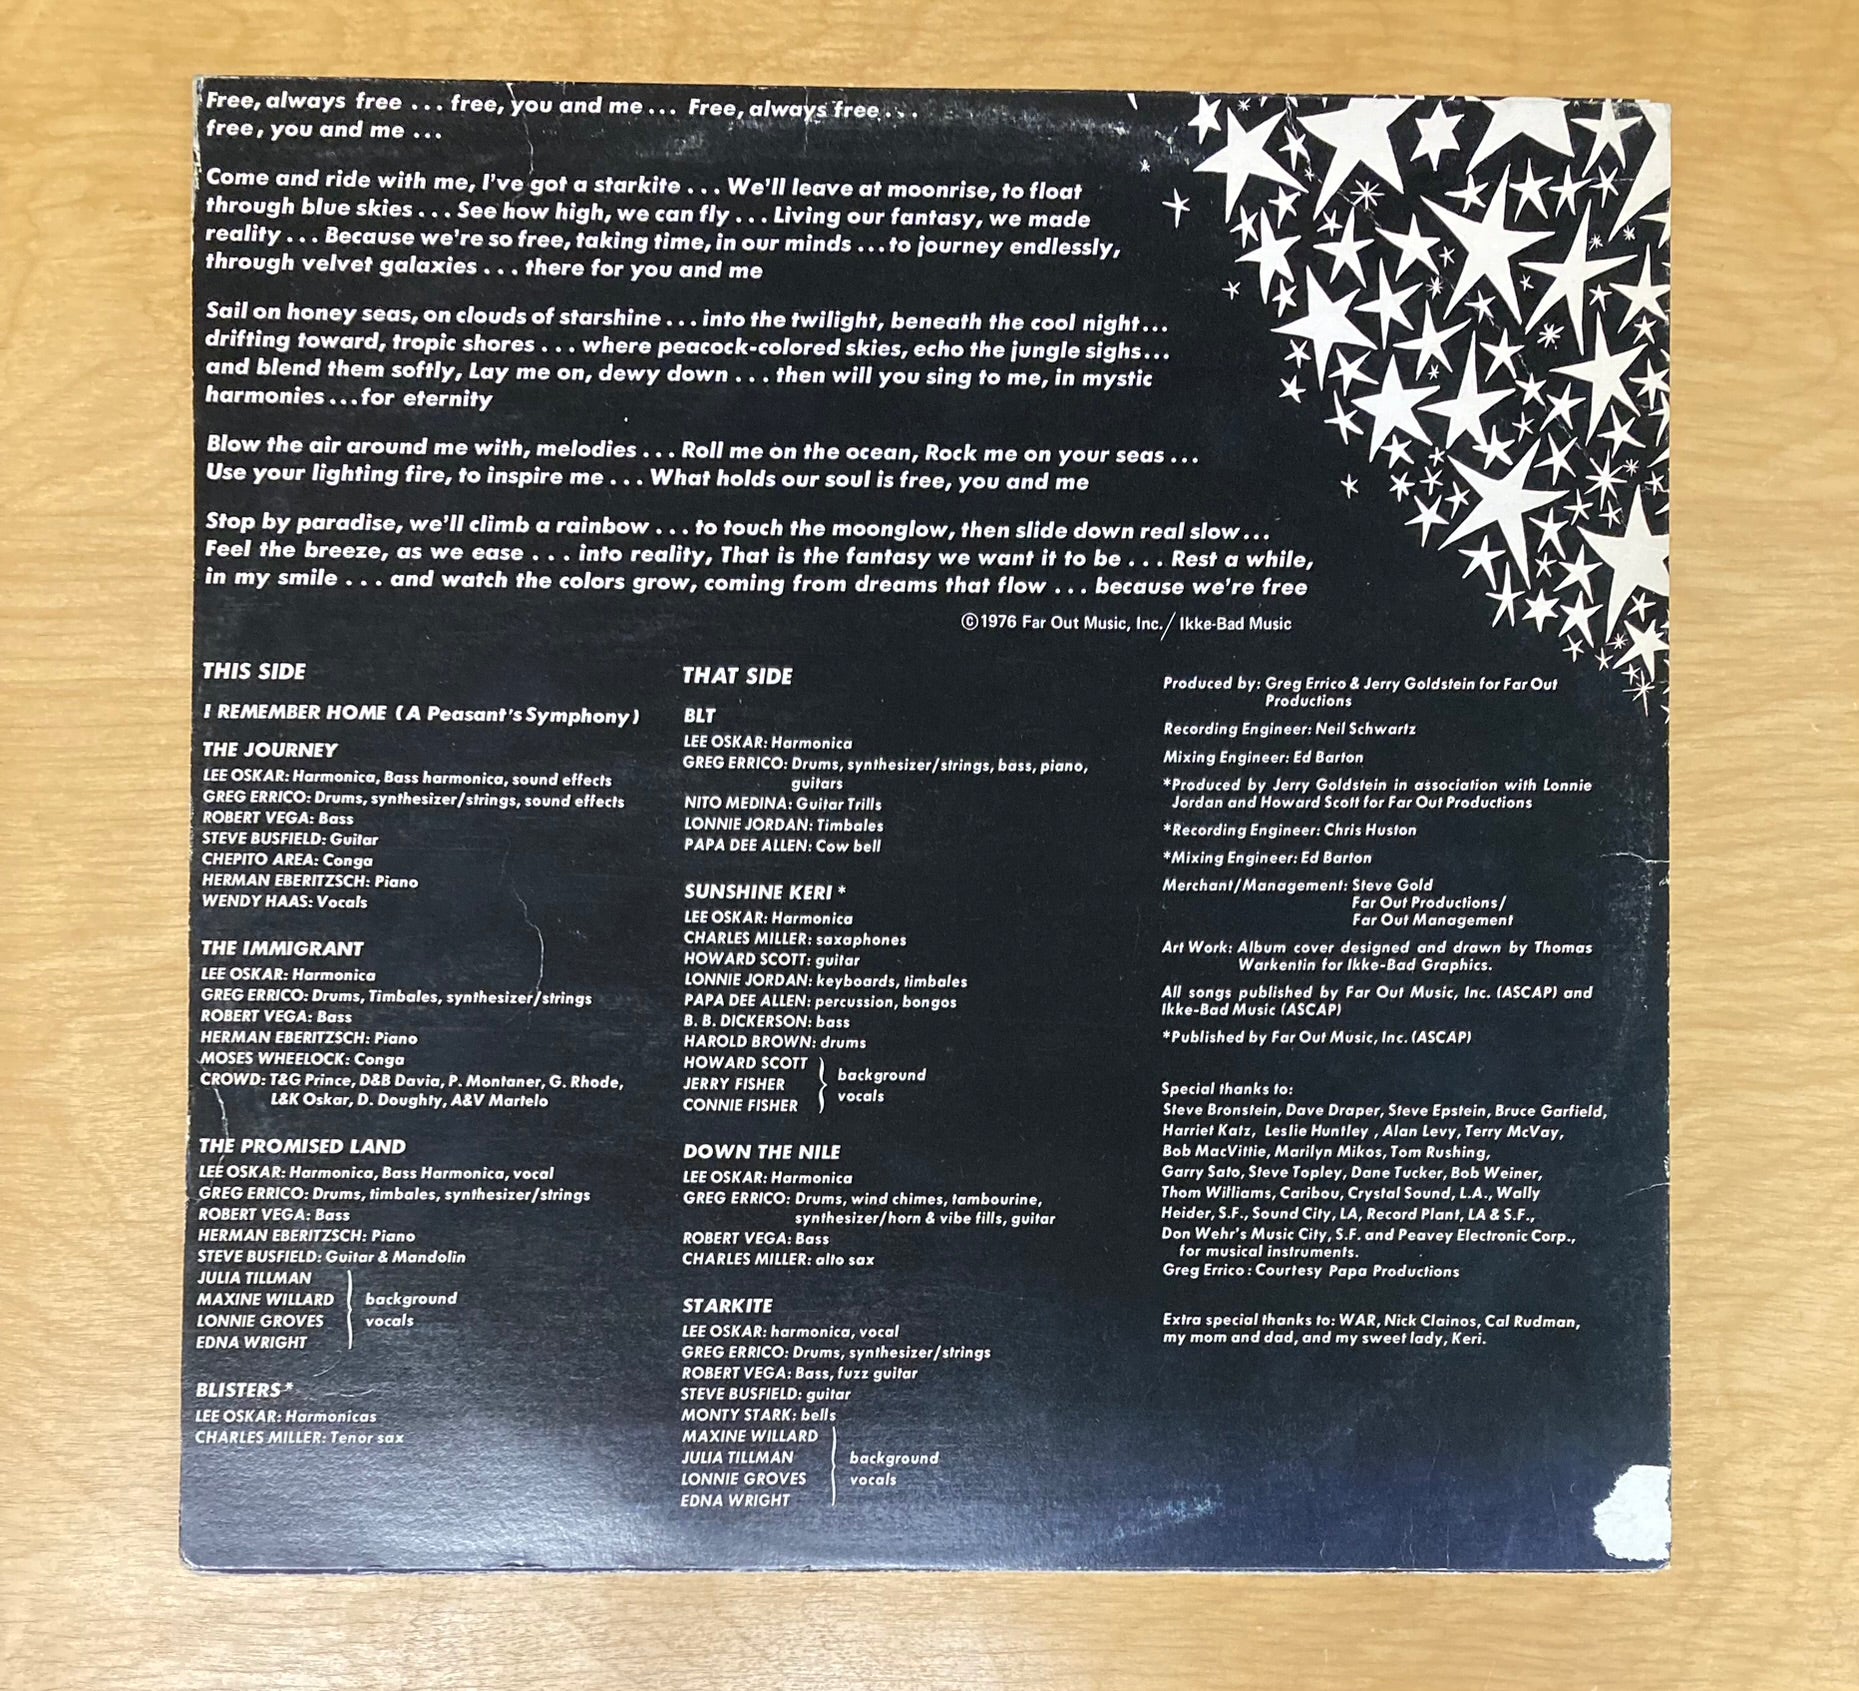 Free, always free ... free, you and me ... Free, always free ...
free, you and me ...
Come and ride with me, I've got a starkite ... We'll leave at moonrise, to float
through blue skies ... See how high, we can fly ... Living our fantasy, we made
reality ... Because we're so free, taking time, in our minds ... to journey endlessly,
through velvet galaxies ... there for you and me
Sail on honey seas, on clouds of starshine ... into the twilight, beneath the cool night...
drifting toward, tropic shores ... where peacock-colored skies, echo the jungle sighs...
and blend them softly, Lay me on, dewy down ... then will you sing to me, in mystic
harmonies ... for eternity
Blow the air around me with, melodies ... Roll me on the ocean, Rock me on your seas ...
Use your lighting fire, to inspire me ... What holds our soul is free, you and me
Stop by paradise, we'll climb a rainbow ... to touch the moonglow, then slide down real slow...
Feel the breeze, as we ease ... into reality, That is the fantasy we want it to be ... Rest a while,
in my smile ... and watch the colors grow, coming from dreams that flow ... because we're free
©1976 Far Out Music, Inc./ Ikke-Bad Music
THIS SIDE
I REMEMBER HOME (A Peasant's Symphony)
THE JOURNEY
LEE OSKAR: Harmonica, Bass harmonica, sound effects
GREG ERRICO: Drums, synthesizer/strings, sound effects
ROBERT VEGA: Bass
STEVE BUSFIELD: Guitar
CHEPITO AREA: Conga
HERMAN EBERITZSCH: Piano
WENDY HAAS: Vocals
THE IMMIGRANT
LEE OSKAR: Harmonica
GREG ERRICO: Drums, Timbales, synthesizer/strings
ROBERT VEGA: Bass
HERMAN EBERITZSCH: Piano
MOSES WHEELOCK: Conga
CROWD: T&G Prince, D&B Davia, P. Montaner, G. Rhode,
L&K Oskar, D. Doughty, A&V Martelo
THE PROMISED LAND
LEE OSKAR: Harmonica, Bass Harmonica, vocal
GREG ERRICO: Drums, timbales, synthesizer/strings
ROBERT VEGA: Bass
HERMAN EBERITZSCH: Piano
STEVE BUSFIELD: Guitar & Mandolin
JULIA TILLMAN
MAXINE WILLARD
LONNIE GROVES
EDNA WRIGHT
background
vocals
BLISTERS*
LEE OSKAR: Harmonicas
CHARLES MILLER: Tenor sax
THAT SIDE
BLT
LEE OSKAR: Harmonica
GREG ERRICO: Drums, synthesizer/strings, bass, piano,
guitars
NITO MEDINA: Guitar Trills
LONNIE JORDAN: Timbales
PAPA DEE ALLEN: Cow bell
SUNSHINE KERI *
LEE OSKAR: Harmonica
CHARLES MILLER: saxaphones
HOWARD SCOTT: guitar
LONNIE JORDAN: keyboards, timbales
PAPA DEE ALLEN: percussion, bongos
B. B. DICKERSON: bass
HAROLD BROWN: drums
HOWARD SCOTT
JERRY FISHER
CONNIE FISHER
background
vocals
DOWN THE NILE
LEE OSKAR: Harmonica
GREG ERRICO: Drums, wind chimes, tambourine,
synthesizer/horn & vibe fills, guitar
ROBERT VEGA: Bass
CHARLES MILLER: alto sax
STARKITE
LEE OSKAR: harmonica, vocal
GREG ERRICO: Drums, synthesizer/strings
ROBERT VEGA: Bass, fuzz guitar
STEVE BUSFIELD: guitar
MONTY STARK: bells
MAXINE WILLARD
JULIA TILLMAN
LONNIE GROVES
EDNA WRIGHT
background
vocals
Produced by: Greg Errico & Jerry Goldstein for Far Out
Productions
Recording Engineer: Neil Schwartz
Mixing Engineer: Ed Barton
*Produced by Jerry Goldstein in association with Lonnie
Jordan and Howard Scott for Far Out Productions
*Recording Engineer: Chris Huston
*Mixing Engineer: Ed Barton
Merchant/Management: Steve Gold
Far Out Productions/
Far Out Management
Art Work: Album cover designed and drawn by Thomas
Warkentin for Ikke-Bad Graphics.
All songs published by Far Out Music, Inc. (ASCAP) and
Ikke-Bad Music (ASCAP)
*Published by Far Out Music, Inc. (ASCAP)
Special thanks to:
Steve Bronstein, Dave Draper, Steve Epstein, Bruce Garfield,
Harriet Katz, Leslie Huntley , Alan Levy, Terry McVay,
Bob MacVittie, Marilyn Mikos, Tom Rushing,
Garry Sato, Steve Topley, Dane Tucker, Bob Weiner,
Thom Williams, Caribou, Crystal Sound, L.A., Wally
Heider, S.F., Sound City, LA, Record Plant, LA & S.F.,
Don Wehr's Music City, S.F. and Peavey Electronic Corp.,
for musical instruments.
Greg Errico: Courtesy Papa Productions
Extra special thanks to: WAR, Nick Clainos, Cal Rudman,
my mom and dad, and my sweet lady, Keri.